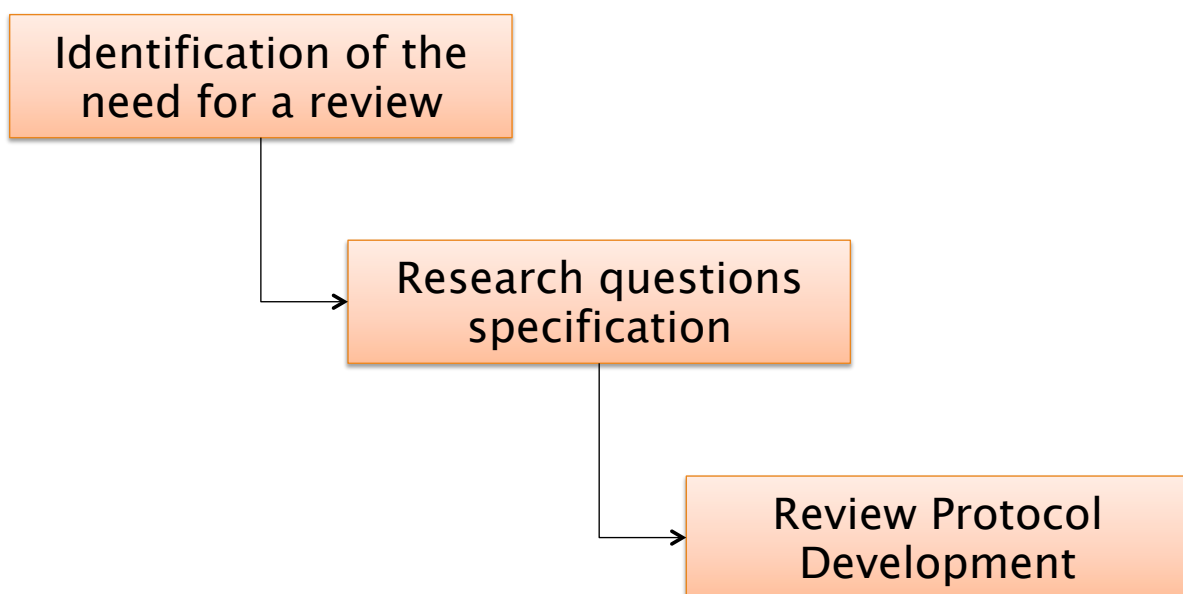 Identification of the
need for a review
Research questions
specification
Review Protocol
Development